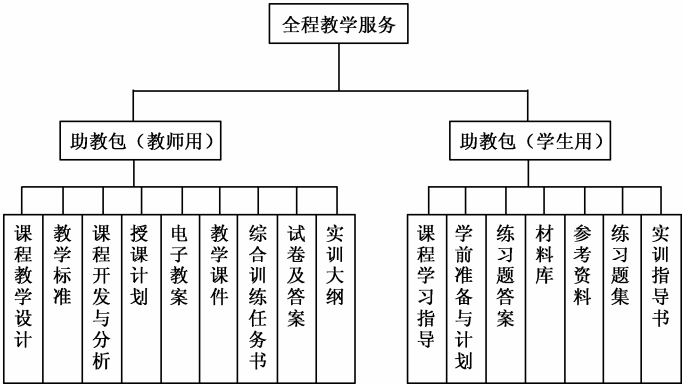 全程教学服务
助教包（教师用）
助教包（学生用）
课程教学设计
教学标准
课程开发与分析
授课计划
电子教案
教学课件
综合训练任务书
试卷及答案
实训大纲
课程学习指导
学前准备与计划
练习题答案
材料库
参考资料
练习题集
实训指导书